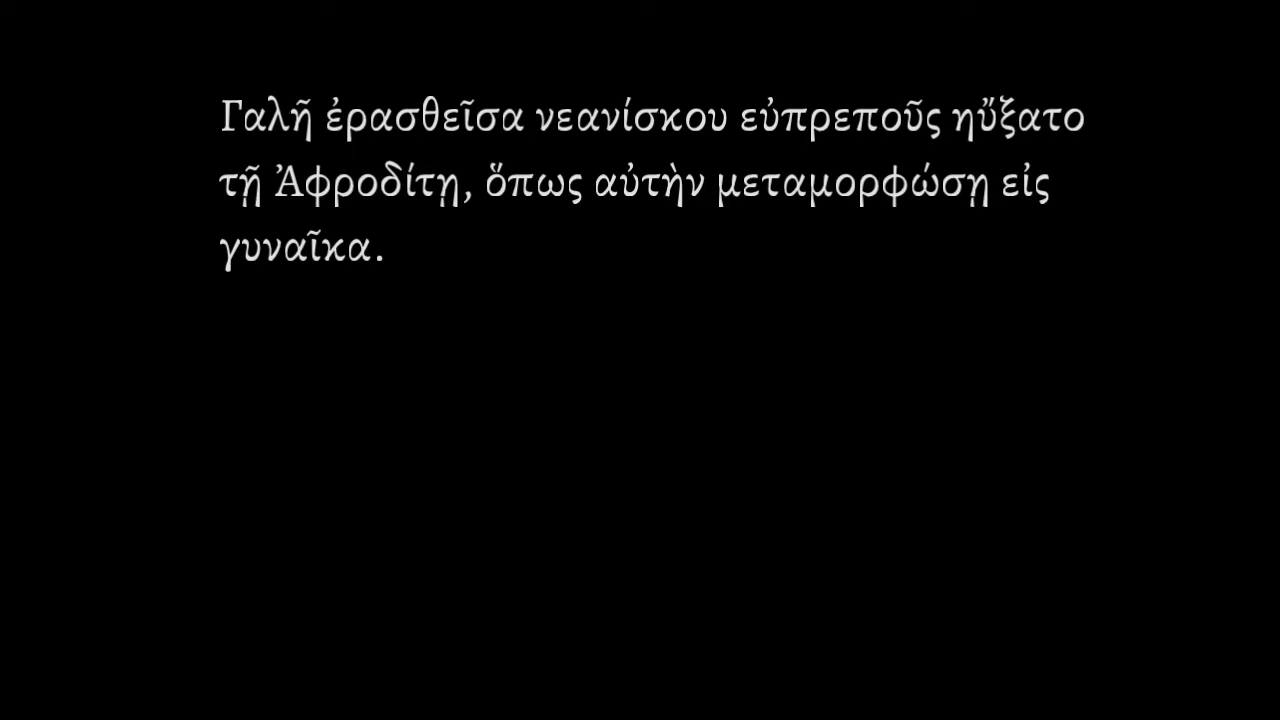 Γαλῆ ἐρασθεῖσα νεανίσκου εὐπρεποῦς ηὔξατο
τῇ Ἀφροδίτῃ, ὅπως αὐτὴν μεταμορφώσῃ εἰς
γυναῖκα.